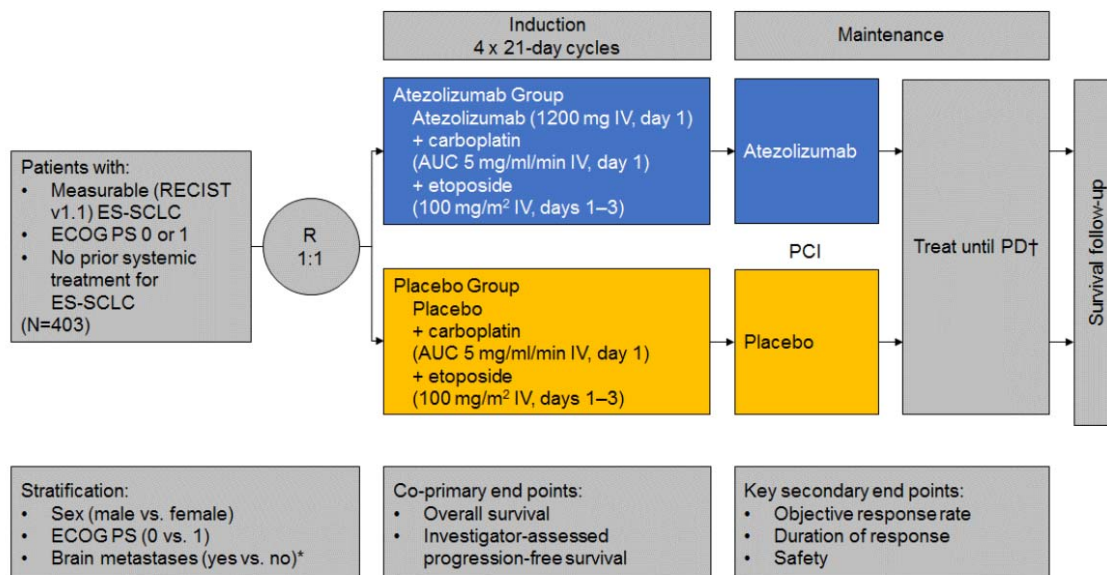 Induction
4 x 21-day cycles
Maintenance
Patients with:
• Measurable (RECIST
v1.1) ES-SCLC
• ECOG PS 0 or 1
• No prior systemic
treatment for
ES-SCLC
(N=403)
R
1:1
Atezolizumab Group
Atezolizumab (1200 mg IV, day 1)
+ carboplatin
(AUC 5 mg/ml/min IV, day 1)
+ etoposide
(100 mg/m² IV, days 1–3)
Atezolizumab
PCI
Placebo Group
Placebo
+ carboplatin
(AUC 5 mg/ml/min IV, day 1)
+ etoposide
(100 mg/m² IV, days 1–3)
Placebo
Treat until PD†
Survival follow-up
Stratification:
• Sex (male vs. female)
• ECOG PS (0 vs. 1)
• Brain metastases (yes vs. no)*
Co-primary end points:
• Overall survival
• Investigator-assessed
progression-free survival
Key secondary end points:
• Objective response rate
• Duration of response
• Safety